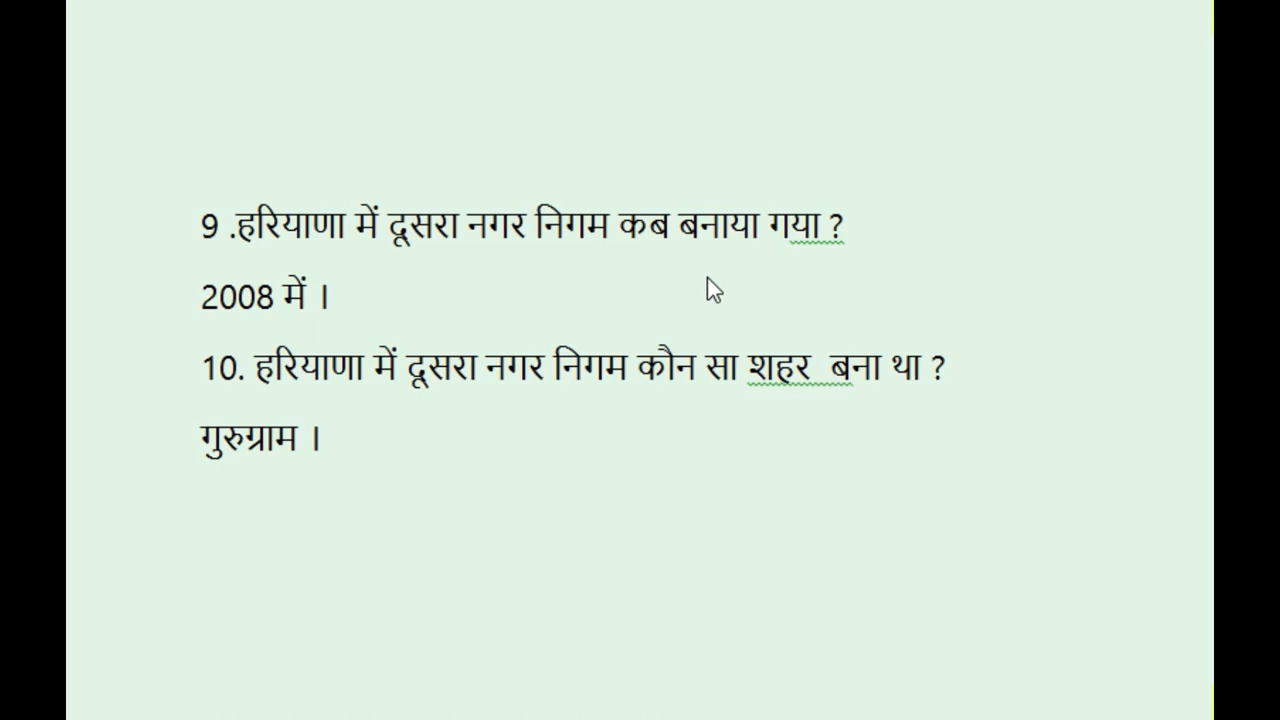 9 .हरियाणा में दूसरा नगर निगम कब बनाया गया ?
2008 में ।
10. हरियाणा में दूसरा नगर निगम कौन सा शहर  बना था ?
गुरुग्राम ।